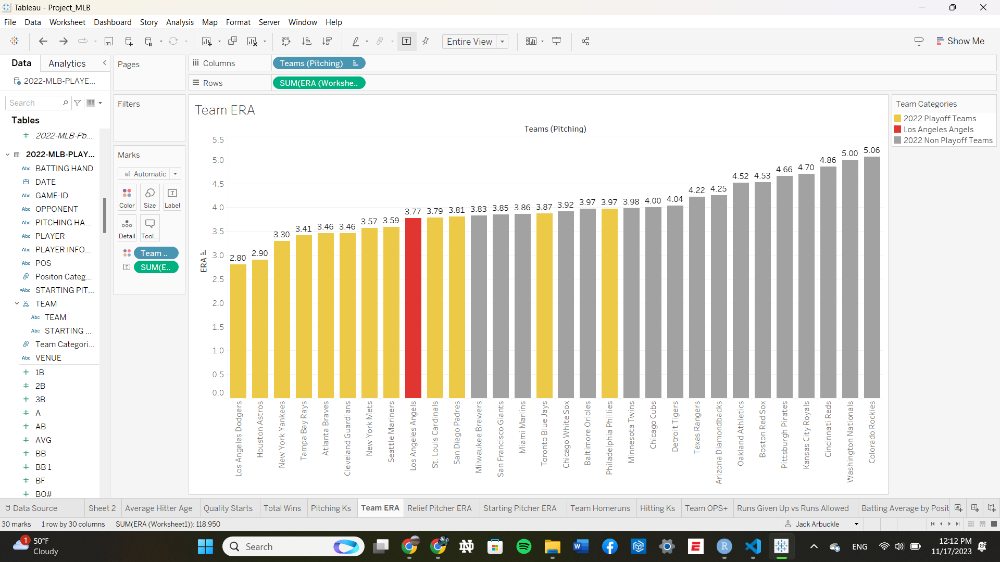 Tableau - Project_MLB
File Data Worksheet Dashboard Story Analysis Map Format Server Window Help
Entire View
Show Me
Data Analytics
2022-MLB-PLAYE...
Search
Tables
# 2022-MLB-Pb...
2022-MLB-PLAY...
Abc BATTING HAND
DATE
Abc GAME-ID
Abc OPPONENT
Abc PITCHING HA...
Abc PLAYER
Abc PLAYER INFO...
Abc POS
Positon Categ...
=Abc STARTING PIT...
TEAM
Abc TEAM
Abc STARTING ...
Team Categori...
Abc VENUE
# 1B
# 2B
# 3B
# A
# AB
# AVG
# BB
# BB 1
# BF
# BO#
Pages
Filters
Marks
Automatic
Color Size Label
Detail Tool...
Team ..
SUM(E..
Columns Teams (Pitching)
Rows SUM(ERA (Workshe..
Team ERA
Teams (Pitching)
ERA
5.5
5.0
4.5
4.0
3.5
3.0
2.5
2.0
1.5
1.0
0.5
0.0
2.80 2.90 3.30 3.41 3.46 3.46 3.57 3.59 3.77 3.79 3.81 3.83 3.85 3.86 3.87 3.92 3.97 3.97 3.98 4.00 4.04 4.22 4.25 4.52 4.53 4.66 4.70 4.86 5.00 5.06
Los Angeles Dodgers
Houston Astros
New York Yankees
Tampa Bay Rays
Atlanta Braves
Cleveland Guardians
New York Mets
Seattle Mariners
Los Angeles Angels
St. Louis Cardinals
San Diego Padres
Milwaukee Brewers
San Francisco Giants
Miami Marlins
Toronto Blue Jays
Chicago White Sox
Baltimore Orioles
Philadelphia Phillies
Minnesota Twins
Chicago Cubs
Detroit Tigers
Texas Rangers
Arizona Diamondbacks
Oakland Athletics
Boston Red Sox
Pittsburgh Pirates
Kansas City Royals
Cincinnati Reds
Washington Nationals
Colorado Rockies
Team Categories
2022 Playoff Teams
Los Angeles Angels
2022 Non Playoff Teams
Data Source Sheet 2 Average Hitter Age Quality Starts Total Wins Pitching Ks Team ERA Relief Pitcher ERA Starting Pitcher ERA Team Homeruns Hitting Ks Team OPS+ Runs Given Up vs Runs Allowed Batting Average by Posit
30 marks 1 row by 30 columns SUM(ERA (Worksheet1)): 118.950
Jack Arbuckle
1
50°F
Cloudy
Search
ENG
12:12 PM
11/17/2023